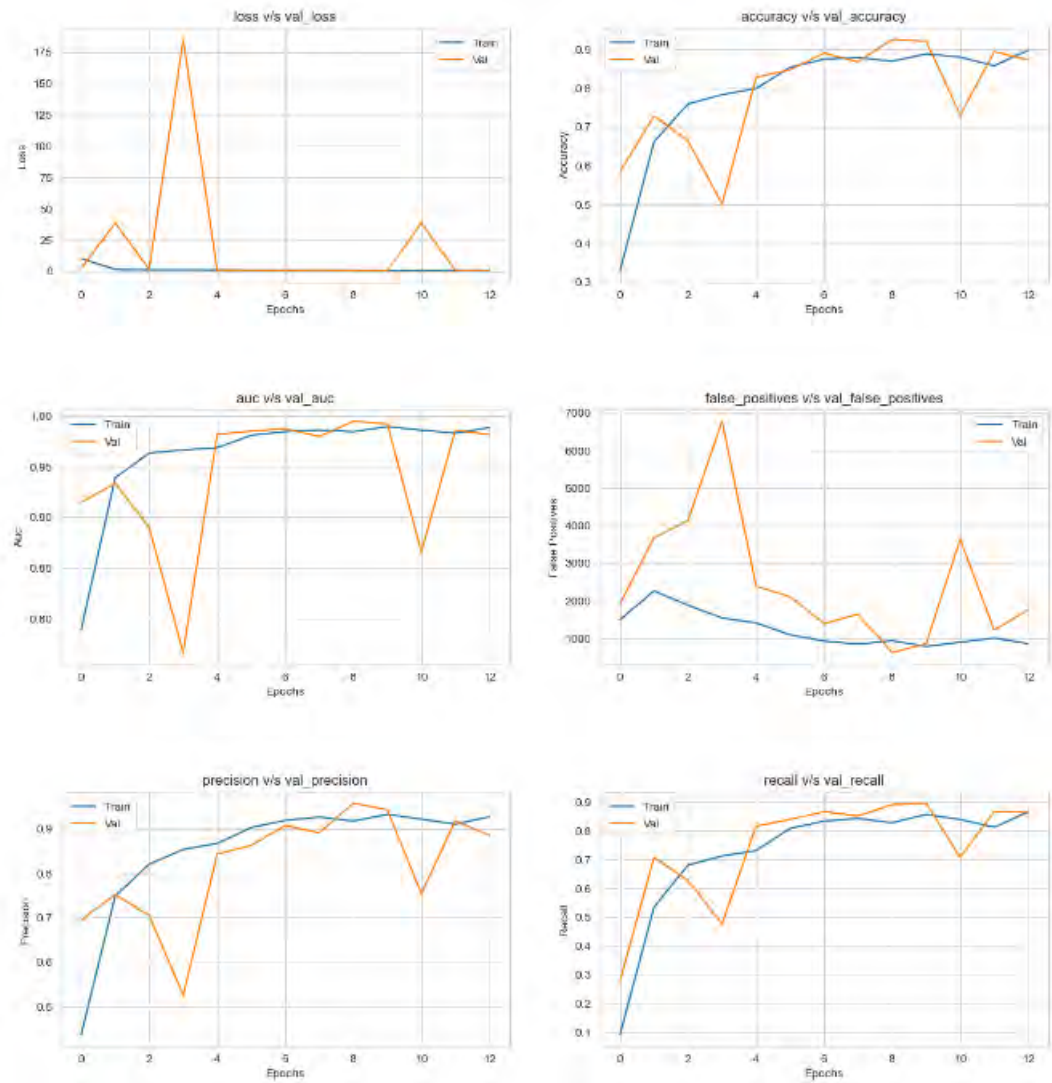 loss v/s val_loss
Train
Val
175
150
125
100
75
50
25
0
Loss
0 2 4 6 8 10 12
Epochs
accuracy v/s val_accuracy
Train
Val
0.9
0.8
0.7
0.6
0.5
0.4
0.3
Accuracy
0 2 4 6 8 10 12
Epochs
auc v/s val_auc
Train
Val
1.00
0.95
0.90
0.85
0.80
Auc
0 2 4 6 8 10 12
Epochs
false_positives v/s val_false_positives
Train
Val
7000
6000
5000
4000
3000
2000
1000
False Positives
0 2 4 6 8 10 12
Epochs
precision v/s val_precision
Train
Val
0.9
0.8
0.7
0.6
0.5
Precision
0 2 4 6 8 10 12
Epochs
recall v/s val_recall
Train
Val
0.9
0.8
0.7
0.6
0.5
0.4
0.3
0.2
0.1
Recall
0 2 4 6 8 10 12
Epochs